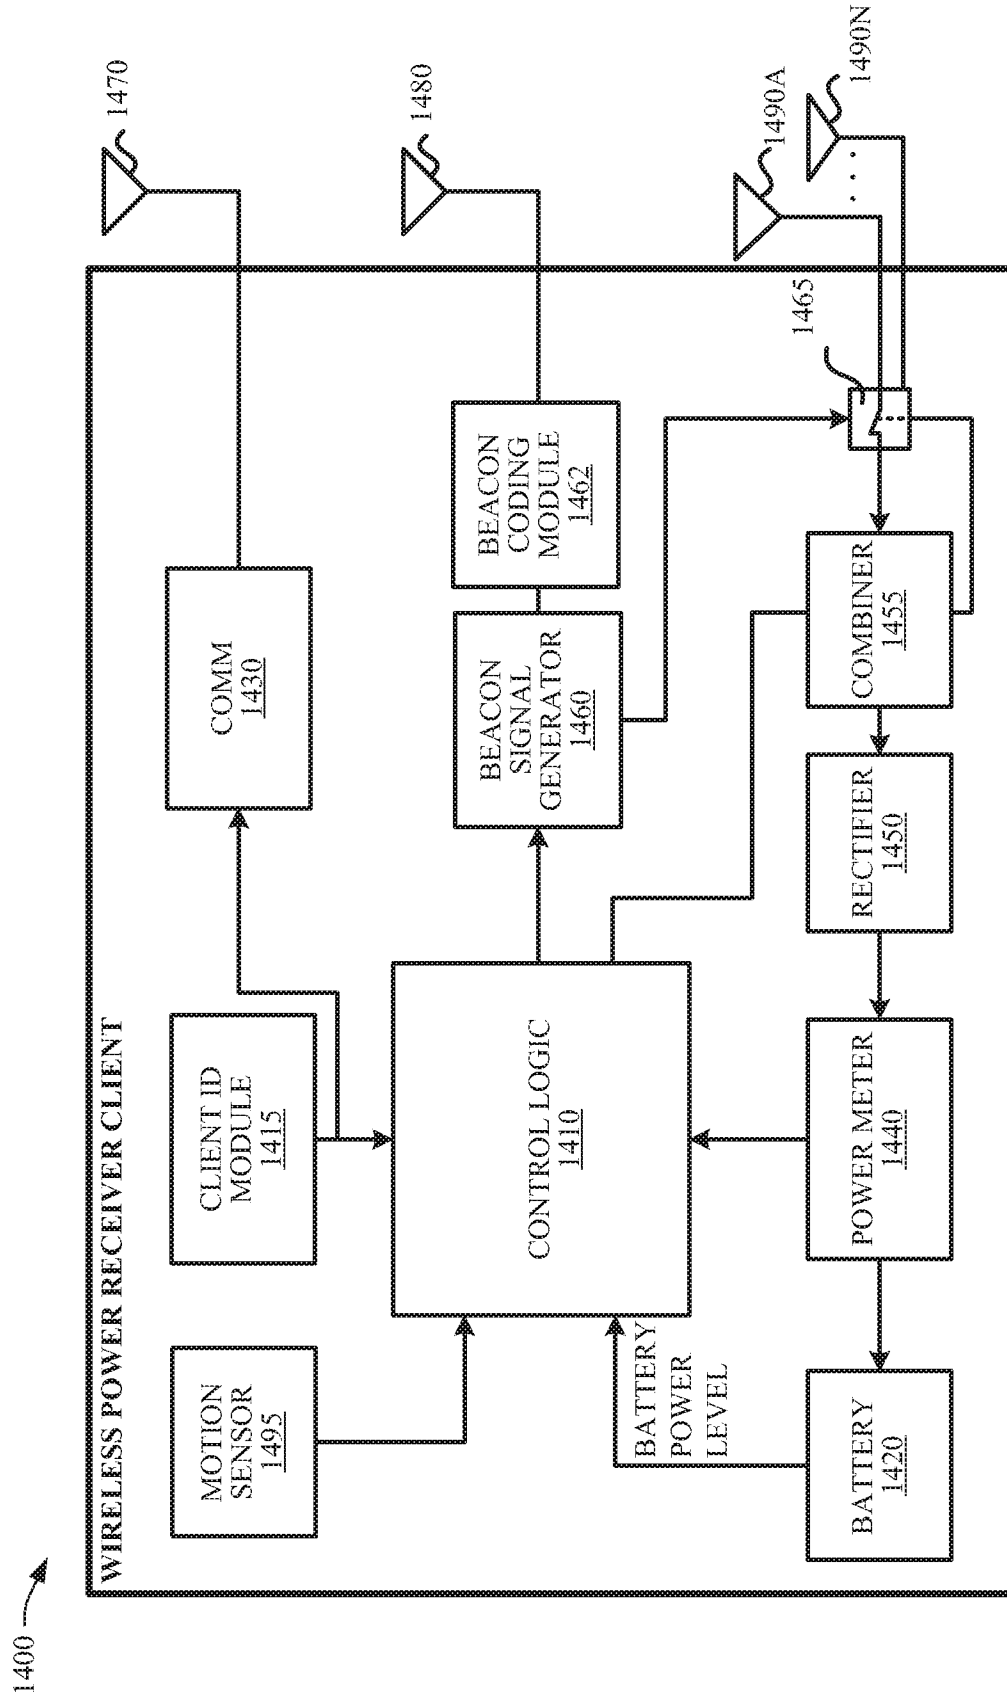 1400
WIRELESS POWER RECEIVER CLIENT
MOTION
SENSOR
1495
CLIENT ID
MODULE
1415
COMM
1430
1470
CONTROL LOGIC
1410
BEACON
SIGNAL
GENERATOR
1460
BEACON
CODING
MODULE
1462
1480
BATTERY
POWER
LEVEL
BATTERY
1420
POWER METER
1440
RECTIFIER
1450
COMBINER
1455
1465
1490A
1490N